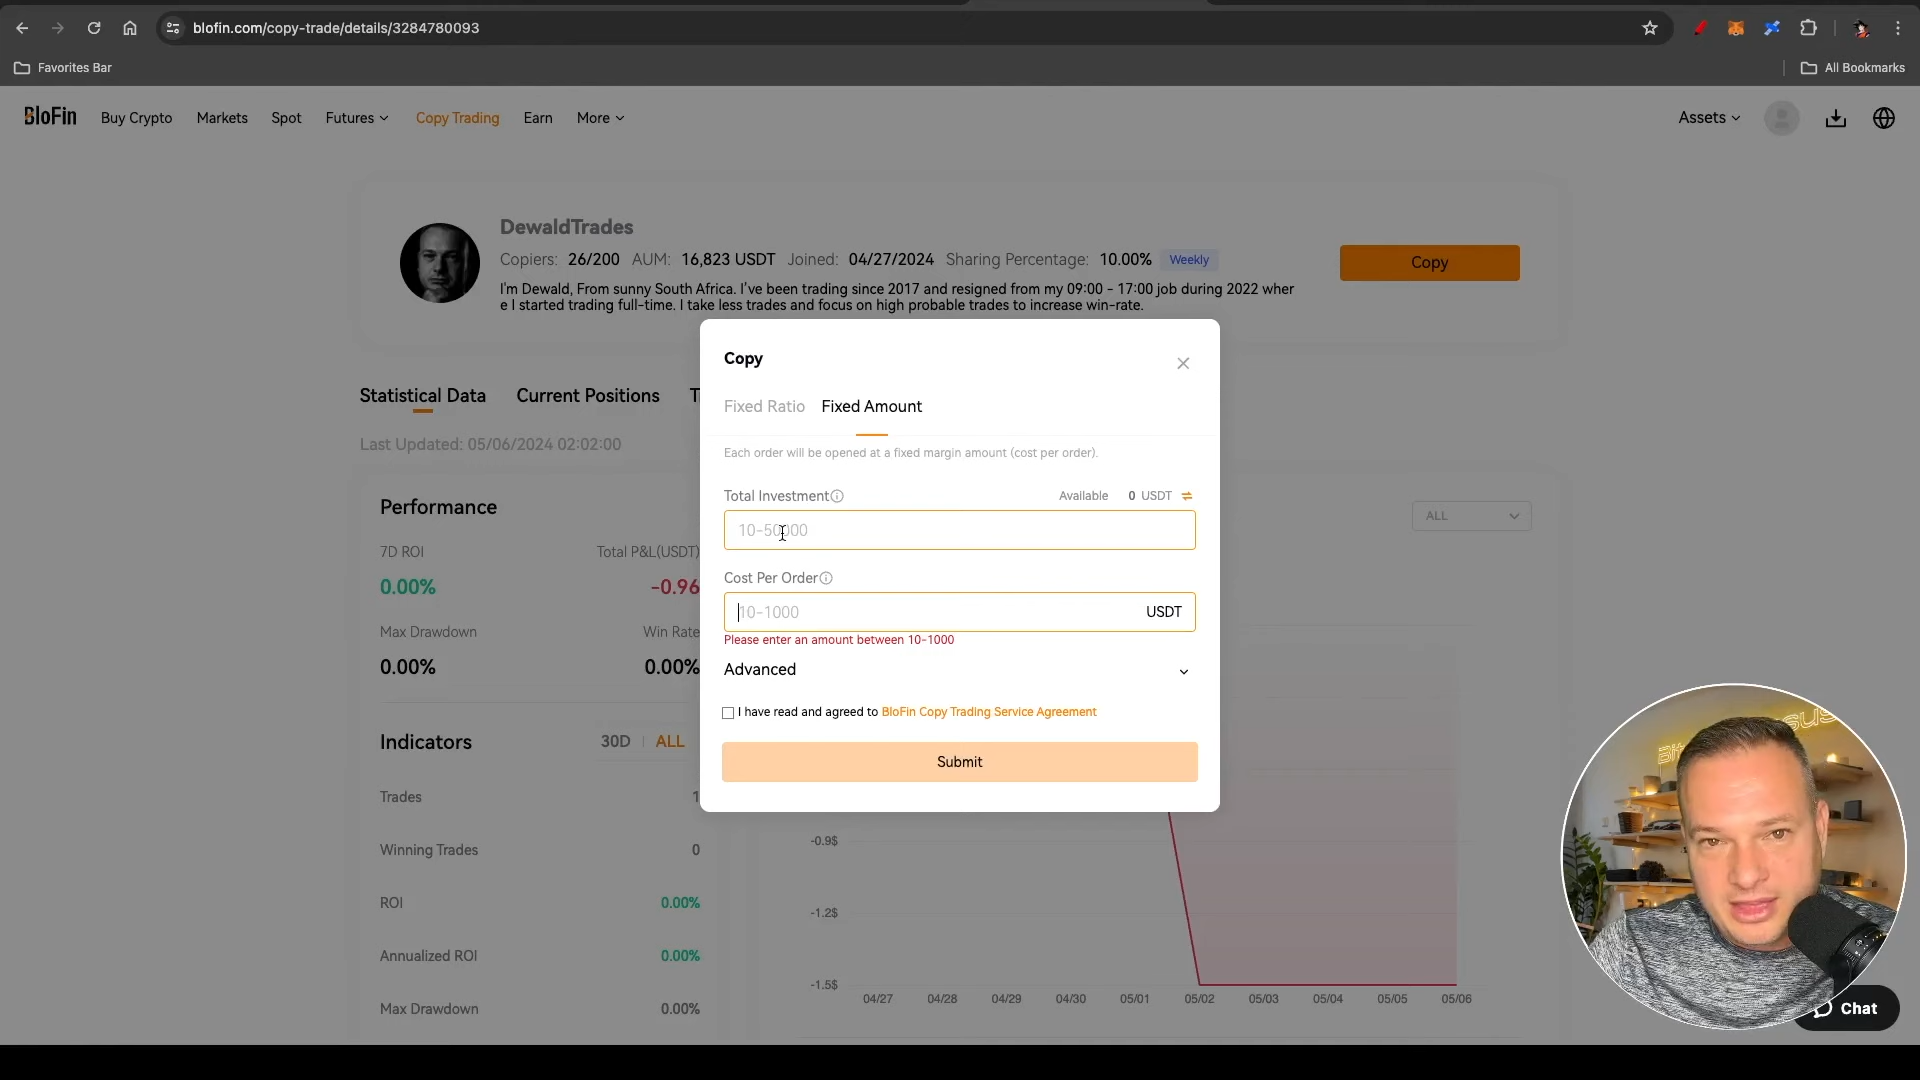 blofin.com/copy-trade/details/3284780093
Favorites Bar
All Bookmarks
BloFin
Buy Crypto
Markets
Spot
Futures
Copy Trading
Earn
More
Assets
DewaldTrades
Copiers: 26/200 AUM: 16,823 USDT Joined: 04/27/2024 Sharing Percentage: 10.00% Weekly
Copy
I'm Dewald, From sunny South Africa. I've been trading since 2017 and resigned from my 09:00 - 17:00 job during 2022 wher
e I started trading full-time. I take less trades and focus on high probable trades to increase win-rate.
Statistical Data
Current Positions
T
Last Updated: 05/06/2024 02:02:00
Performance
ALL
7D ROI
Total P&L(USDT)
0.00%
-0.96
Max Drawdown
Win Rate
0.00%
0.00%
Indicators
30D
ALL
Trades
1
Winning Trades
0
ROI
0.00%
Annualized ROI
0.00%
Max Drawdown
0.00%
Copy
Fixed Ratio
Fixed Amount
Each order will be opened at a fixed margin amount (cost per order).
Total Investment
Available 0 USDT
10-50000
Cost Per Order
10-1000
USDT
Please enter an amount between 10-1000
Advanced
I have read and agreed to BloFin Copy Trading Service Agreement
Submit
-0.9$
-1.2$
-1.5$
04/27
04/28
04/29
04/30
05/01
05/02
05/03
05/04
05/05
05/06
Chat